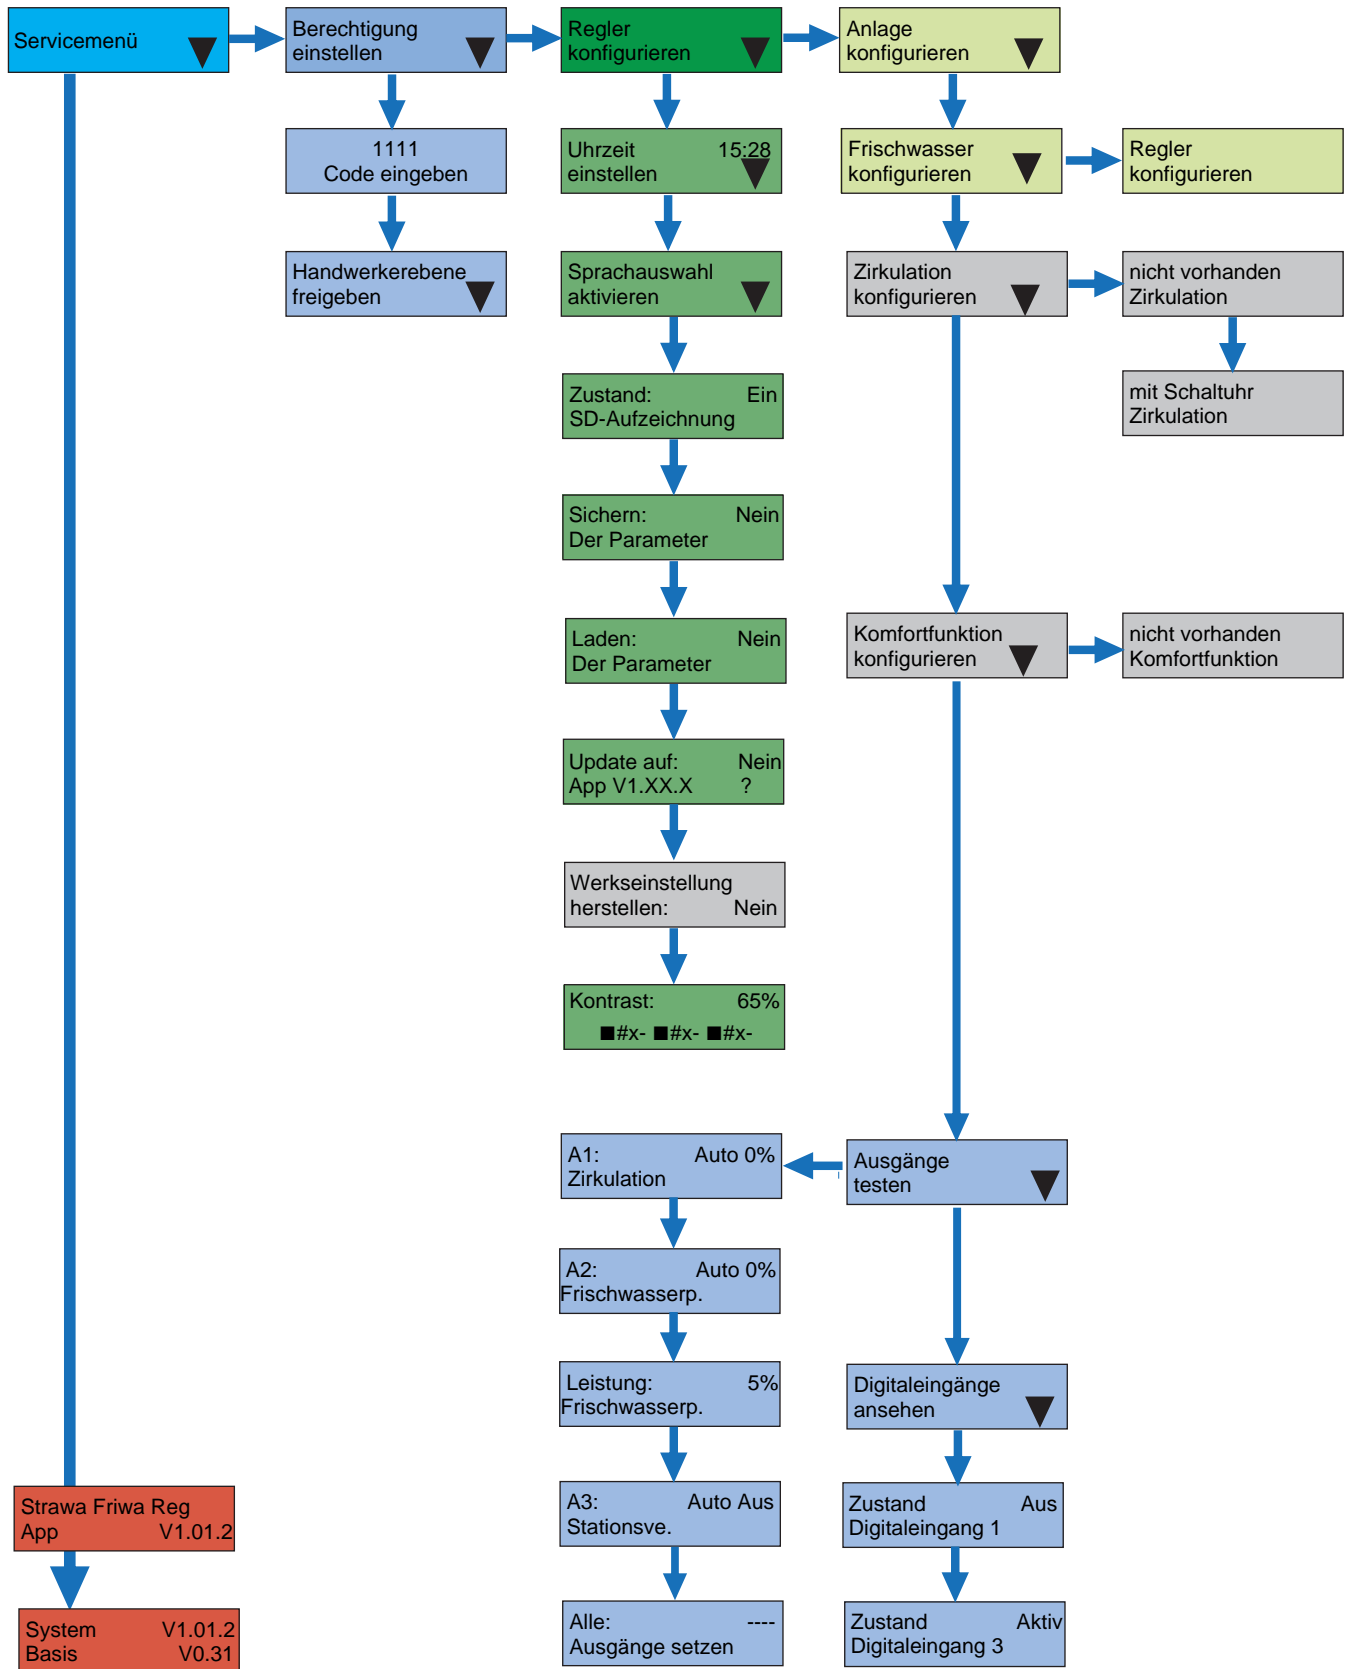 Servicemenü
Berechtigung
einstellen
Regler
konfigurieren
Anlage
konfigurieren
1111
Code eingeben
Uhrzeit 15:28
einstellen
Frischwasser
konfigurieren
Regler
konfigurieren
Handwerkerebene
freigeben
Sprachauswahl
aktivieren
Zirkulation
konfigurieren
nicht vorhanden
Zirkulation
Zustand: Ein
SD-Aufzeichnung
mit Schaltuhr
Zirkulation
Sichern: Nein
Der Parameter
Laden: Nein
Der Parameter
Komfortfunktion
konfigurieren
nicht vorhanden
Komfortfunktion
Update auf: Nein
App V1.XX.X ?
Werkseinstellung
herstellen: Nein
Kontrast: 65%
■#x- ■#x- ■#x-
A1: Auto 0%
Zirkulation
Ausgänge
testen
A2: Auto 0%
Frischwasserp.
Leistung: 5%
Frischwasserp.
Digitaleingänge
ansehen
A3: Auto Aus
Stationsve.
Zustand Aus
Digitaleingang 1
Strawa Friwa Reg
App V1.01.2
Alle: ----
Ausgänge setzen
Zustand Aktiv
Digitaleingang 3
System V1.01.2
Basis V0.31